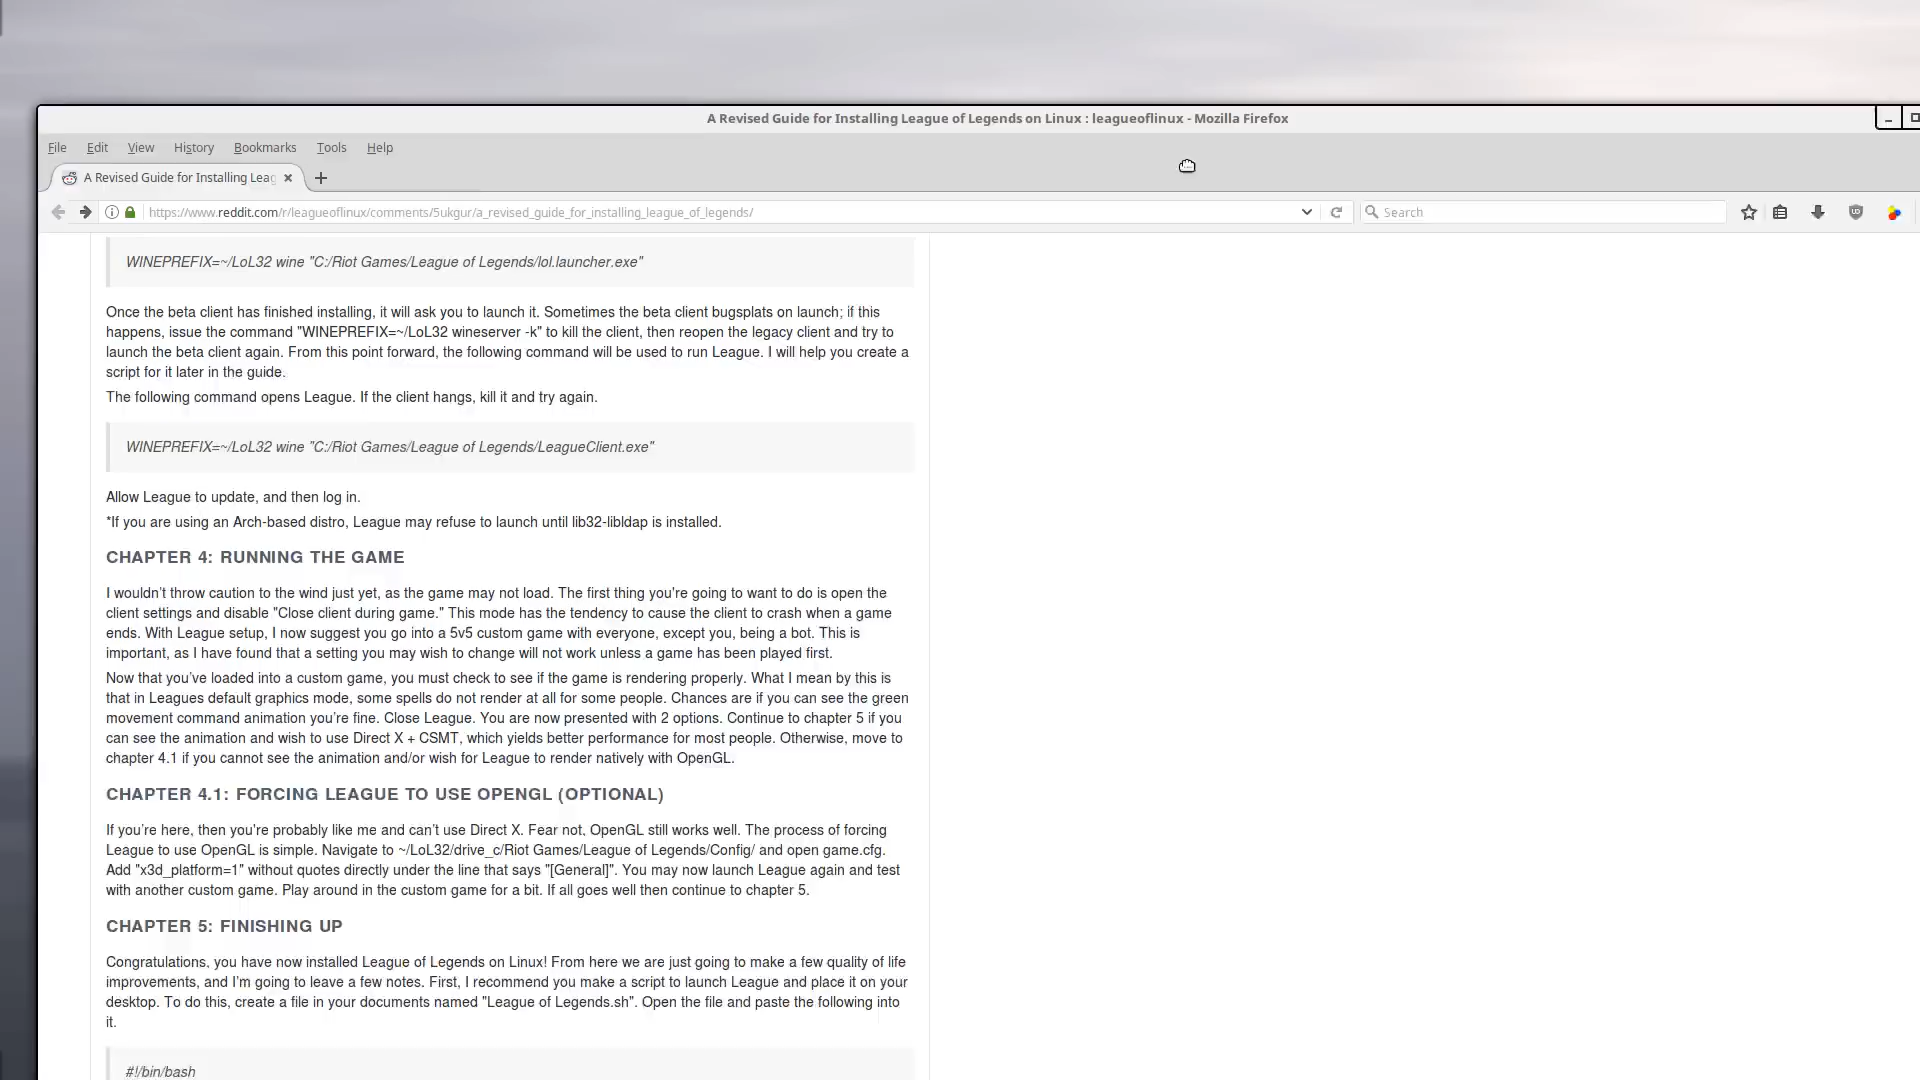 A Revised Guide for Installing League of Legends on Linux : leagueoflinux - Mozilla Firefox
File Edit View History Bookmarks Tools Help
A Revised Guide for Installing Leag
https://www.reddit.com/r/leagueoflinux/comments/5ukgur/a_revised_guide_for_installing_league_of_legends/
Search
WINEPREFIX=~/LoL32 wine "C:/Riot Games/League of Legends/lol.launcher.exe"
Once the beta client has finished installing, it will ask you to launch it. Sometimes the beta client bugsplats on launch; if this
happens, issue the command "WINEPREFIX=~/LoL32 wineserver -k" to kill the client, then reopen the legacy client and try to
launch the beta client again. From this point forward, the following command will be used to run League. I will help you create a
script for it later in the guide.
The following command opens League. If the client hangs, kill it and try again.
WINEPREFIX=~/LoL32 wine "C:/Riot Games/League of Legends/LeagueClient.exe"
Allow League to update, and then log in.
*If you are using an Arch-based distro, League may refuse to launch until lib32-libldap is installed.
CHAPTER 4: RUNNING THE GAME
I wouldn't throw caution to the wind just yet, as the game may not load. The first thing you're going to want to do is open the
client settings and disable "Close client during game." This mode has the tendency to cause the client to crash when a game
ends. With League setup, I now suggest you go into a 5v5 custom game with everyone, except you, being a bot. This is
important, as I have found that a setting you may wish to change will not work unless a game has been played first.
Now that you've loaded into a custom game, you must check to see if the game is rendering properly. What I mean by this is
that in Leagues default graphics mode, some spells do not render at all for some people. Chances are if you can see the green
movement command animation you're fine. Close League. You are now presented with 2 options. Continue to chapter 5 if you
can see the animation and wish to use Direct X + CSMT, which yields better performance for most people. Otherwise, move to
chapter 4.1 if you cannot see the animation and/or wish for League to render natively with OpenGL.
CHAPTER 4.1: FORCING LEAGUE TO USE OPENGL (OPTIONAL)
If you're here, then you're probably like me and can't use Direct X. Fear not, OpenGL still works well. The process of forcing
League to use OpenGL is simple. Navigate to ~/LoL32/drive_c/Riot Games/League of Legends/Config/ and open game.cfg.
Add "x3d_platform=1" without quotes directly under the line that says "[General]". You may now launch League again and test
with another custom game. Play around in the custom game for a bit. If all goes well then continue to chapter 5.
CHAPTER 5: FINISHING UP
Congratulations, you have now installed League of Legends on Linux! From here we are just going to make a few quality of life
improvements, and I'm going to leave a few notes. First, I recommend you make a script to launch League and place it on your
desktop. To do this, create a file in your documents named "League of Legends.sh". Open the file and paste the following into
it.
#!/bin/bash